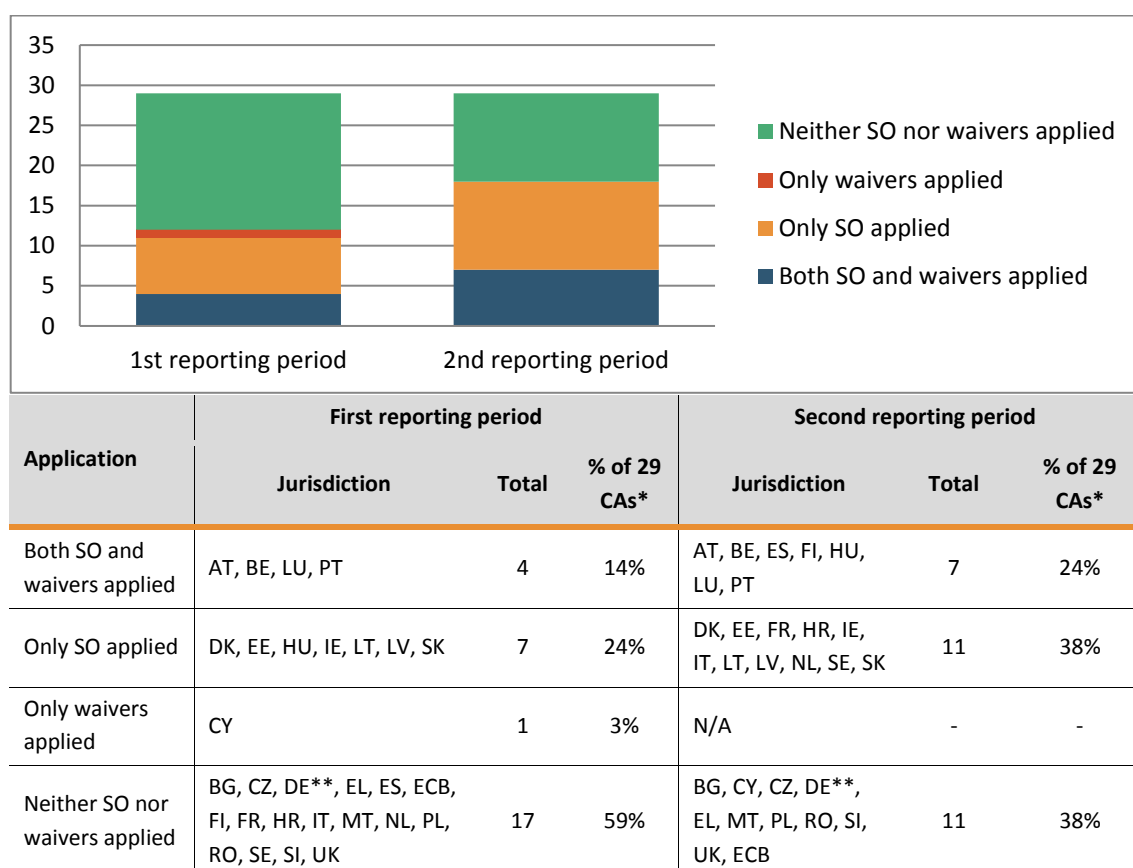 35
30
25
20
15
10
5
0
1st reporting period
2nd reporting period
Neither SO nor waivers applied
Only waivers applied
Only SO applied
Both SO and waivers applied
Application
First reporting period
Second reporting period
Jurisdiction
Total
% of 29
CAs*
Jurisdiction
Total
% of 29
CAs*
Both SO and
waivers applied
AT, BE, LU, PT
4
14%
AT, BE, ES, FI, HU,
LU, PT
7
24%
Only SO applied
DK, EE, HU, IE, LT, LV, SK
7
24%
DK, EE, FR, HR, IE,
IT, LT, LV, NL, SE, SK
11
38%
Only waivers
applied
CY
1
3%
N/A
-
-
Neither SO nor
waivers applied
BG, CZ, DE**, EL, ES, ECB,
FI, FR, HR, IT, MT, NL, PL,
RO, SE, SI, UK
17
59%
BG, CY, CZ, DE**,
EL, MT, PL, RO, SI,
UK, ECB
11
38%